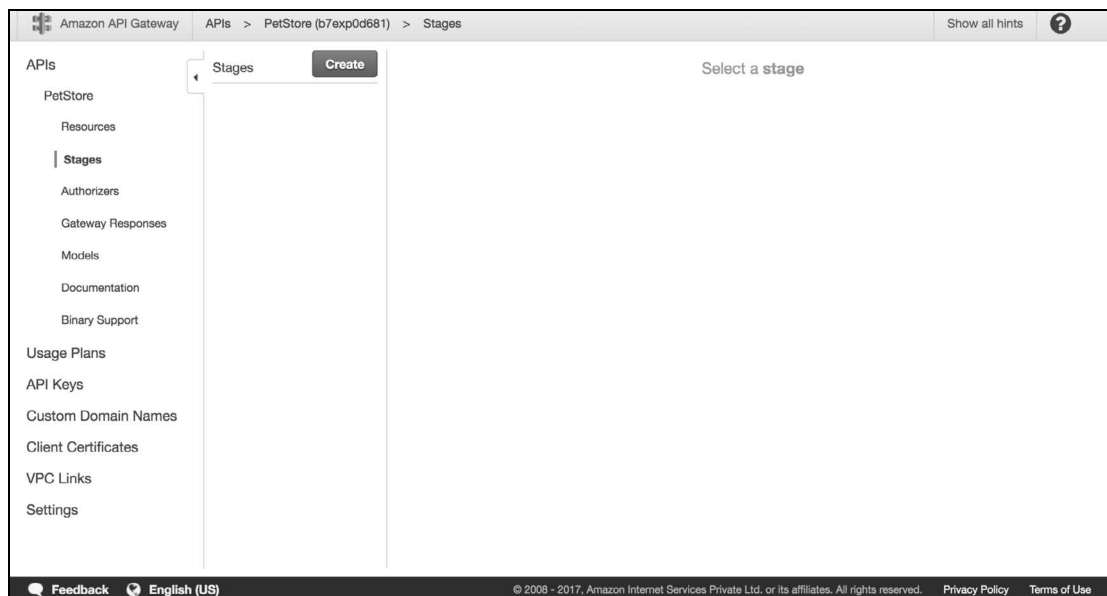 Amazon API Gateway APIs > PetStore (b7exp0d681) > Stages Show all hints ?
APIs
PetStore
Resources
Stages
Authorizers
Gateway Responses
Models
Documentation
Binary Support
Usage Plans
API Keys
Custom Domain Names
Client Certificates
VPC Links
Settings
Stages Create
Select a stage
Feedback English (US) © 2008 - 2017, Amazon Internet Services Private Ltd. or its affiliates. All rights reserved. Privacy Policy Terms of Use